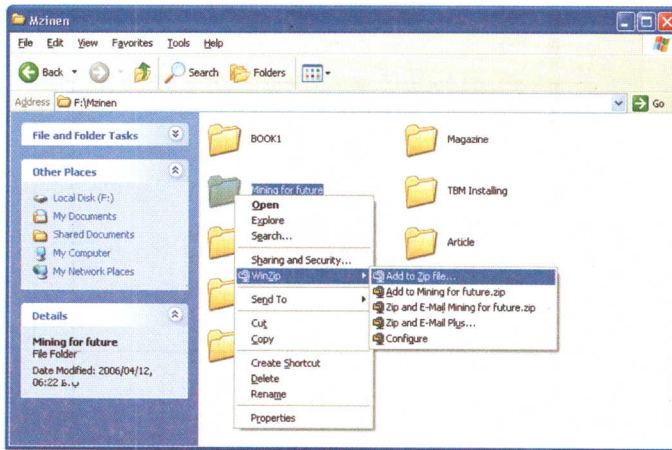 Mzinen
File Edit View Favorites Tools Help
Back Search Folders
Address F:\Mzinen Go
File and Folder Tasks
Other Places
Local Disk (F:)
My Documents
Shared Documents
My Computer
My Network Places
Details
Mining for future
File Folder
Date Modified: 2006/04/12,
06:22 ب.ظ
BOOK1
Magazine
Mining for future
TBM Installing
Article
Open
Explore
Search...
Sharing and Security...
WinZip
Send To
Cut
Copy
Create Shortcut
Delete
Rename
Properties
Add to Zip file...
Add to Mining for future.zip
Zip and E-Mail Mining for future.zip
Zip and E-Mail Plus...
Configure